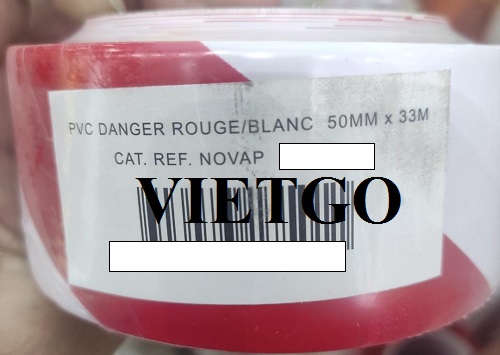 PVC DANGER ROUGE/BLANC 50MM x 33M
CAT. REF. NOVAP
VIETGO